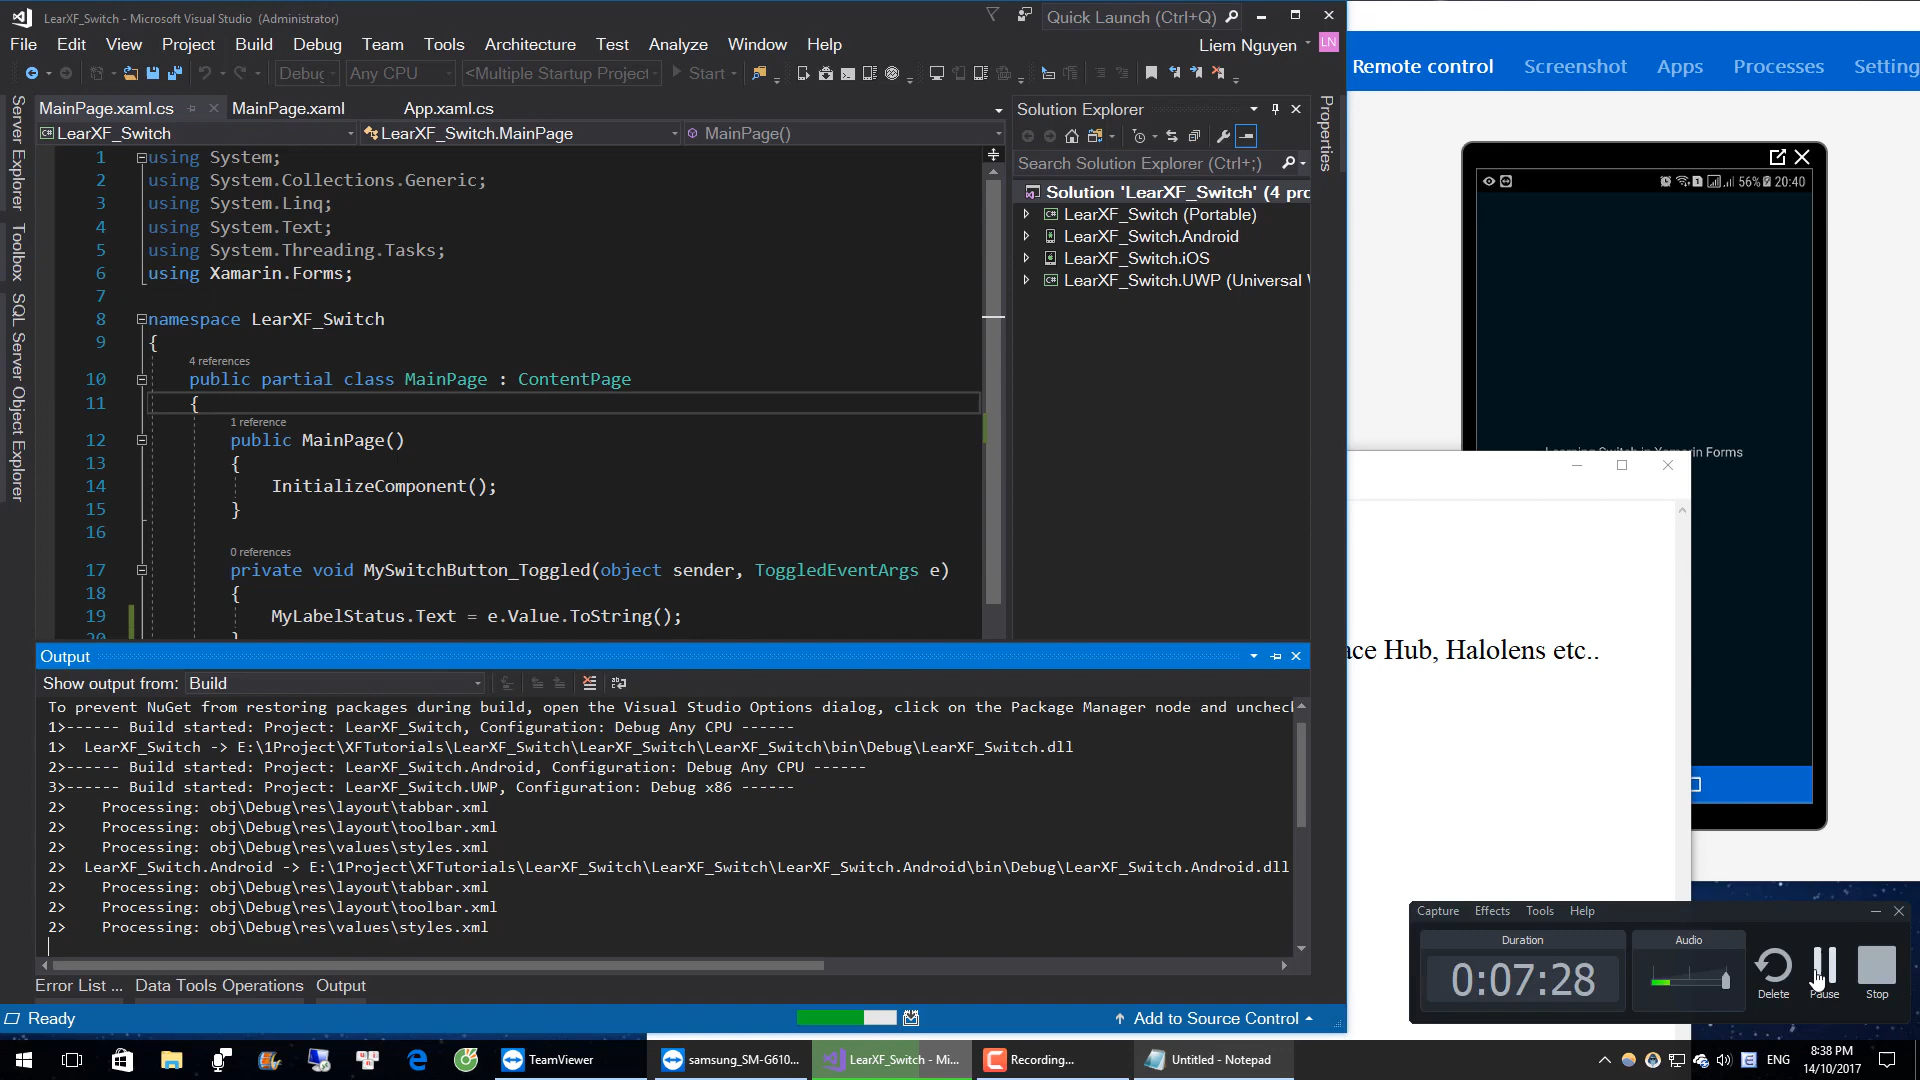 LearXF_Switch - Microsoft Visual Studio (Administrator)
Quick Launch (Ctrl+Q)
File Edit View Project Build Debug Team Tools Architecture Test Analyze Window Help
Liem Nguyen LN
Debug Any CPU <Multiple Startup Project Start
Remote control Screenshot Apps Processes Setting
Server Explorer
Toolbox
SQL Server Object Explorer
MainPage.xaml.cs MainPage.xaml App.xaml.cs
LearXF_Switch LearXF_Switch.MainPage MainPage()
1 using System;
2 using System.Collections.Generic;
3 using System.Linq;
4 using System.Text;
5 using System.Threading.Tasks;
6 using Xamarin.Forms;
7
8 namespace LearXF_Switch
9 {
4 references
10 public partial class MainPage : ContentPage
11 {
1 reference
12 public MainPage()
13 {
14 InitializeComponent();
15 }
16
0 references
17 private void MySwitchButton_Toggled(object sender, ToggledEventArgs e)
18 {
19 MyLabelStatus.Text = e.Value.ToString();
20 }
Solution Explorer
Search Solution Explorer (Ctrl+;)
Solution 'LearXF_Switch' (4 pro
LearXF_Switch (Portable)
LearXF_Switch.Android
LearXF_Switch.iOS
LearXF_Switch.UWP (Universal
Properties
56% 20:40
Learning Switch in Xamarin Forms
ace Hub, Halolens etc..
Output
Show output from: Build
To prevent NuGet from restoring packages during build, open the Visual Studio Options dialog, click on the Package Manager node and uncheck
1>------ Build started: Project: LearXF_Switch, Configuration: Debug Any CPU ------
1> LearXF_Switch -> E:\1Project\XFTutorials\LearXF_Switch\LearXF_Switch\LearXF_Switch\bin\Debug\LearXF_Switch.dll
2>------ Build started: Project: LearXF_Switch.Android, Configuration: Debug Any CPU ------
3>------ Build started: Project: LearXF_Switch.UWP, Configuration: Debug x86 ------
2> Processing: obj\Debug\res\layout\tabbar.xml
2> Processing: obj\Debug\res\layout\toolbar.xml
2> Processing: obj\Debug\res\values\styles.xml
2> LearXF_Switch.Android -> E:\1Project\XFTutorials\LearXF_Switch\LearXF_Switch\LearXF_Switch.Android\bin\Debug\LearXF_Switch.Android.dll
2> Processing: obj\Debug\res\layout\tabbar.xml
2> Processing: obj\Debug\res\layout\toolbar.xml
2> Processing: obj\Debug\res\values\styles.xml
Error List ... Data Tools Operations Output
Ready
Add to Source Control
Capture Effects Tools Help
Duration Audio
0:07:28
Delete Pause Stop
TeamViewer
samsung_SM-G610...
LearXF_Switch - Mi...
Recording...
Untitled - Notepad
ENG
8:38 PM
14/10/2017